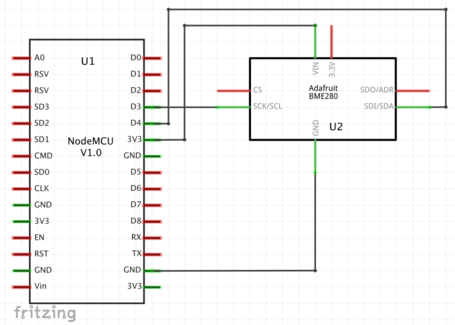 U1
NodeMCU
V1.0
A0
RSV
RSV
SD3
SD2
SD1
CMD
SD0
CLK
GND
3V3
EN
RST
GND
Vin
D0
D1
D2
D3
D4
3V3
GND
D5
D6
D7
D8
RX
TX
GND
3V3
VIN
3.3V
Adafruit
BME280
CS
SCK/SCL
SDO/ADR
SDI/SDA
GND
U2
fritzing